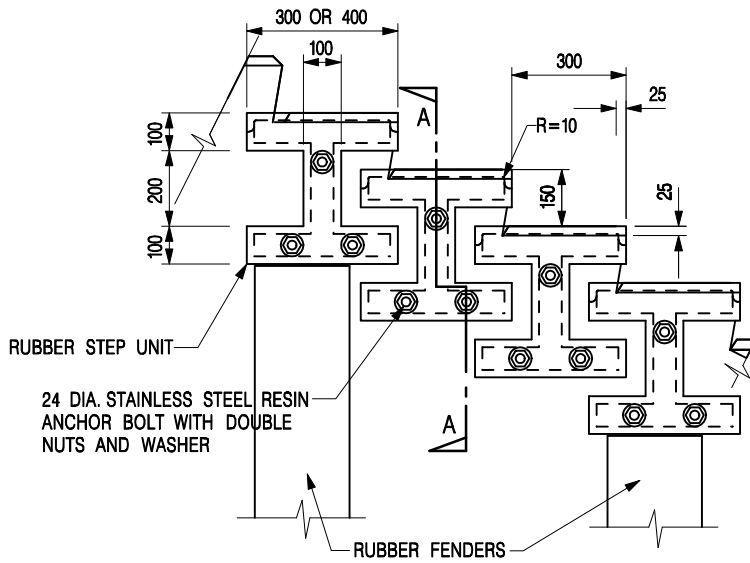 300 OR 400
100
300
25
A
R=10
100
200
100
150
25
RUBBER STEP UNIT
24 DIA. STAINLESS STEEL RESIN
ANCHOR BOLT WITH DOUBLE
NUTS AND WASHER
A
RUBBER FENDERS